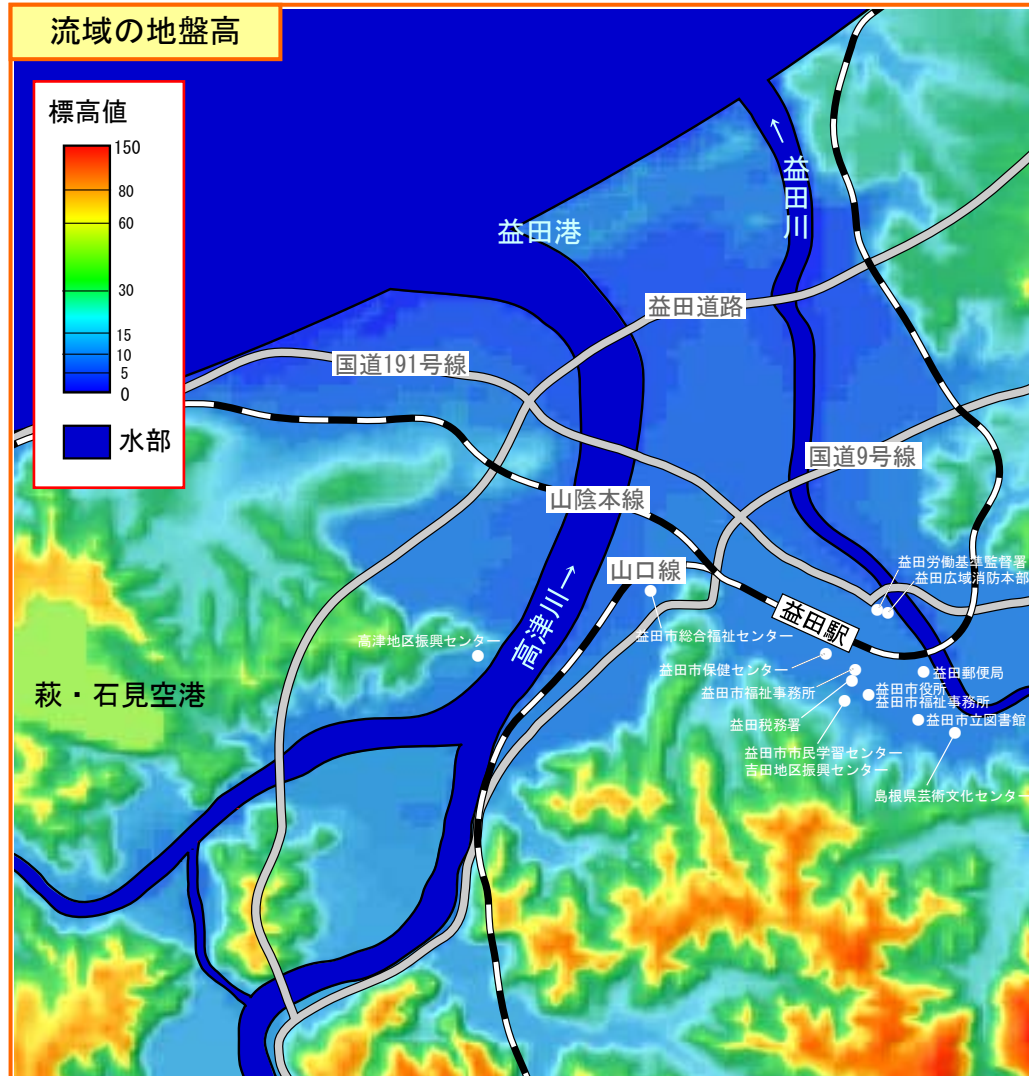 流域の地盤高
標高値
150
80
60
30
15
10
5
0
水部
益田港
↑益田川
益田道路
国道191号線
国道9号線
山陰本線
山口線
高津川→
益田駅
益田労働基準監督署
益田広域消防本部
高津地区振興センター
益田市総合福祉センター
益田市保健センター
益田郵便局
益田市福祉事務所
益田市役所
益田市福祉事務所
益田税務署
益田市立図書館
益田市市民学習センター
吉田地区振興センター
島根県芸術文化センター
萩・石見空港